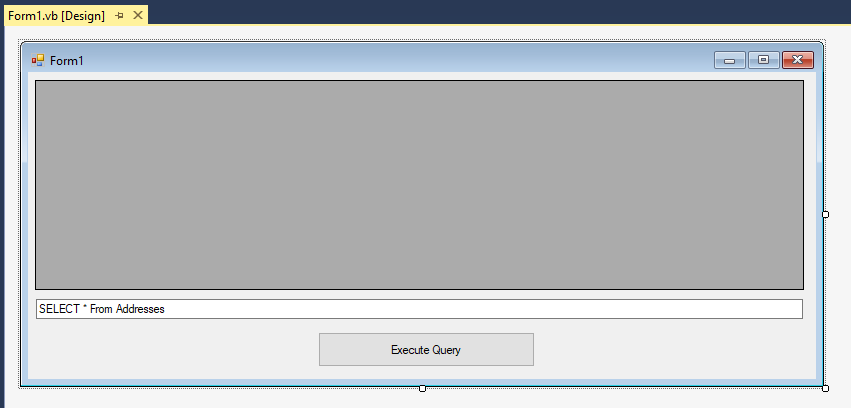 Form1.vb [Design]
Form1
SELECT * From Addresses
Execute Query